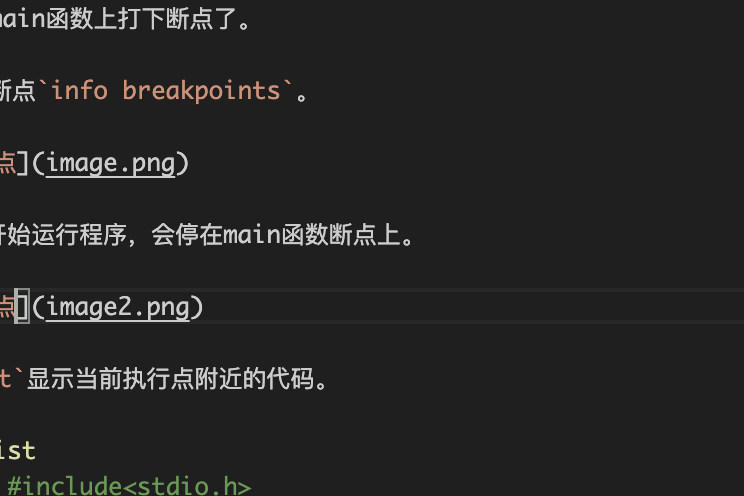 main函数上打下断点了。
断点`info breakpoints`。
点](image.png)
开始运行程序，会停在main函数断点上。
点](image2.png)
t`显示当前执行点附近的代码。
ist
#include<stdio.h>